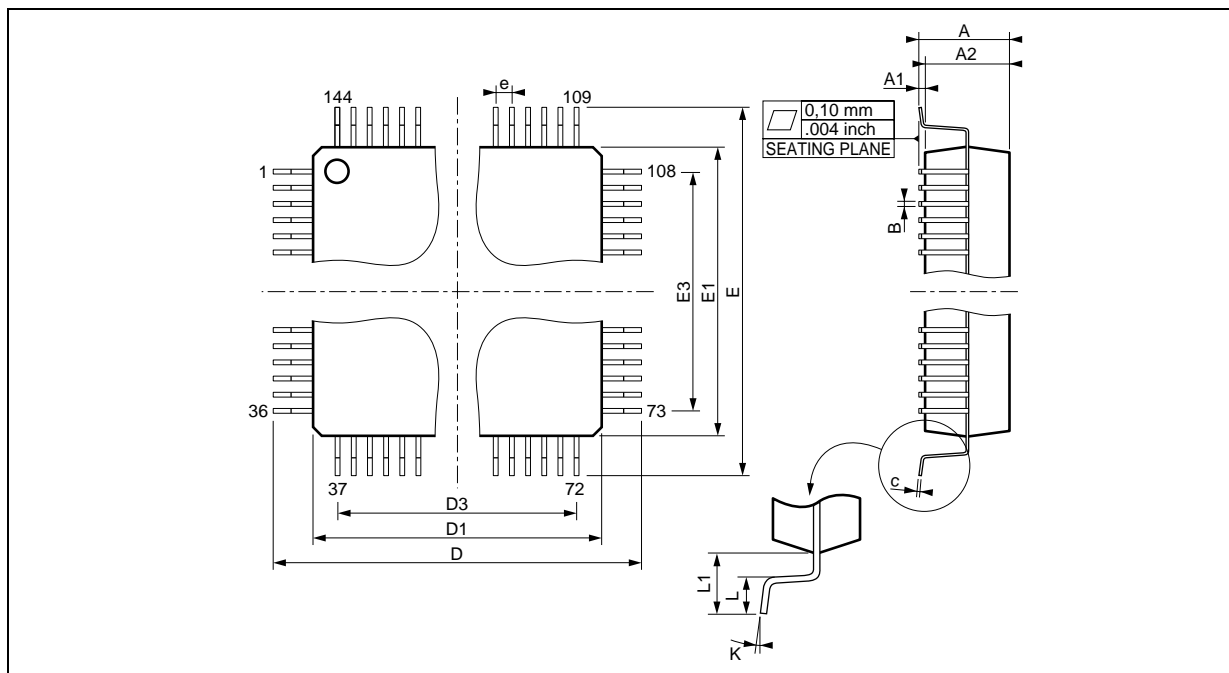 A
A2
A1
e
144
109
0,10 mm
.004 inch
SEATING PLANE
1
108
B
E3
E1
E
36
73
37
72
c
D3
D1
D
L1
L
K